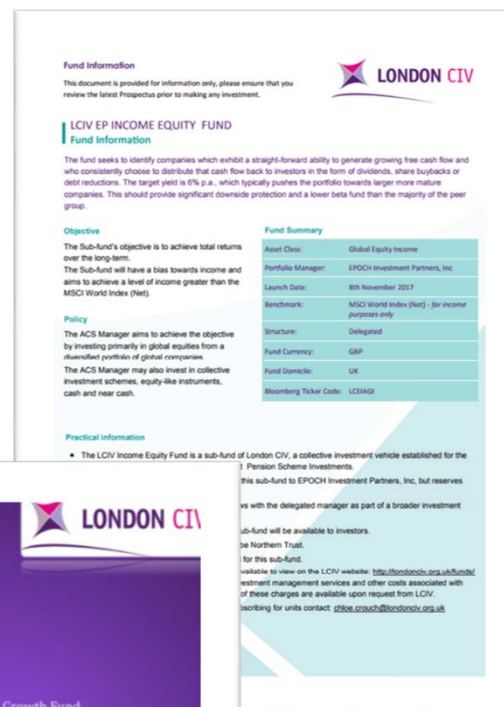 Fund Information
This document is provided for information only, please ensure that you
review the latest Prospectus prior to making any investment.
LONDON CIV
LCIV EP INCOME EQUITY FUND
Fund Information
The fund seeks to identify companies which exhibit a straight-forward ability to generate growing free cash flow and
who consistently choose to distribute that cash flow back to investors in the form of dividends, share buybacks or
debt reductions. The target yield is 6% p.a., which typically pushes the portfolio towards larger more mature
companies. This should provide significant downside protection and a lower beta fund than the majority of the peer
group.
Objective
The Sub-fund's objective is to achieve total returns
over the long-term.
The Sub-fund will have a bias towards income and
aims to achieve a level of income greater than the
MSCI World Index (Net).
Policy
The ACS Manager aims to achieve the objective
by investing primarily in global equities from a
diversified portfolio of global companies
The ACS Manager may also invest in collective
investment schemes, equity-like instruments,
cash and near cash.
Fund Summary
Asset Class: Global Equity Income
Portfolio Manager: EPOCH Investment Partners, Inc
Launch Date: 8th November 2017
Benchmark: MSCI World Index (Net) - for income
purposes only
Structure: Delegated
Fund Currency: GBP
Fund Domicile: UK
Bloomberg Ticker Code: LCEIAGI
Practical information
• The LCIV Income Equity Fund is a sub-fund of London CIV, a collective investment vehicle established for the
Pension Scheme Investments.
this sub-fund to EPOCH Investment Partners, Inc, but reserves
ws with the delegated manager as part of a broader investment
ub-fund will be available to investors.
be Northern Trust.
for this sub-fund.
available to view on the LCIV website: http://londonciv.org.uk/funds/
estment management services and other costs associated with
of these charges are available upon request from LCIV.
bscribing for units contact: chloe.crouch@londonciv.org.uk
LONDON CIV
Growth Fund